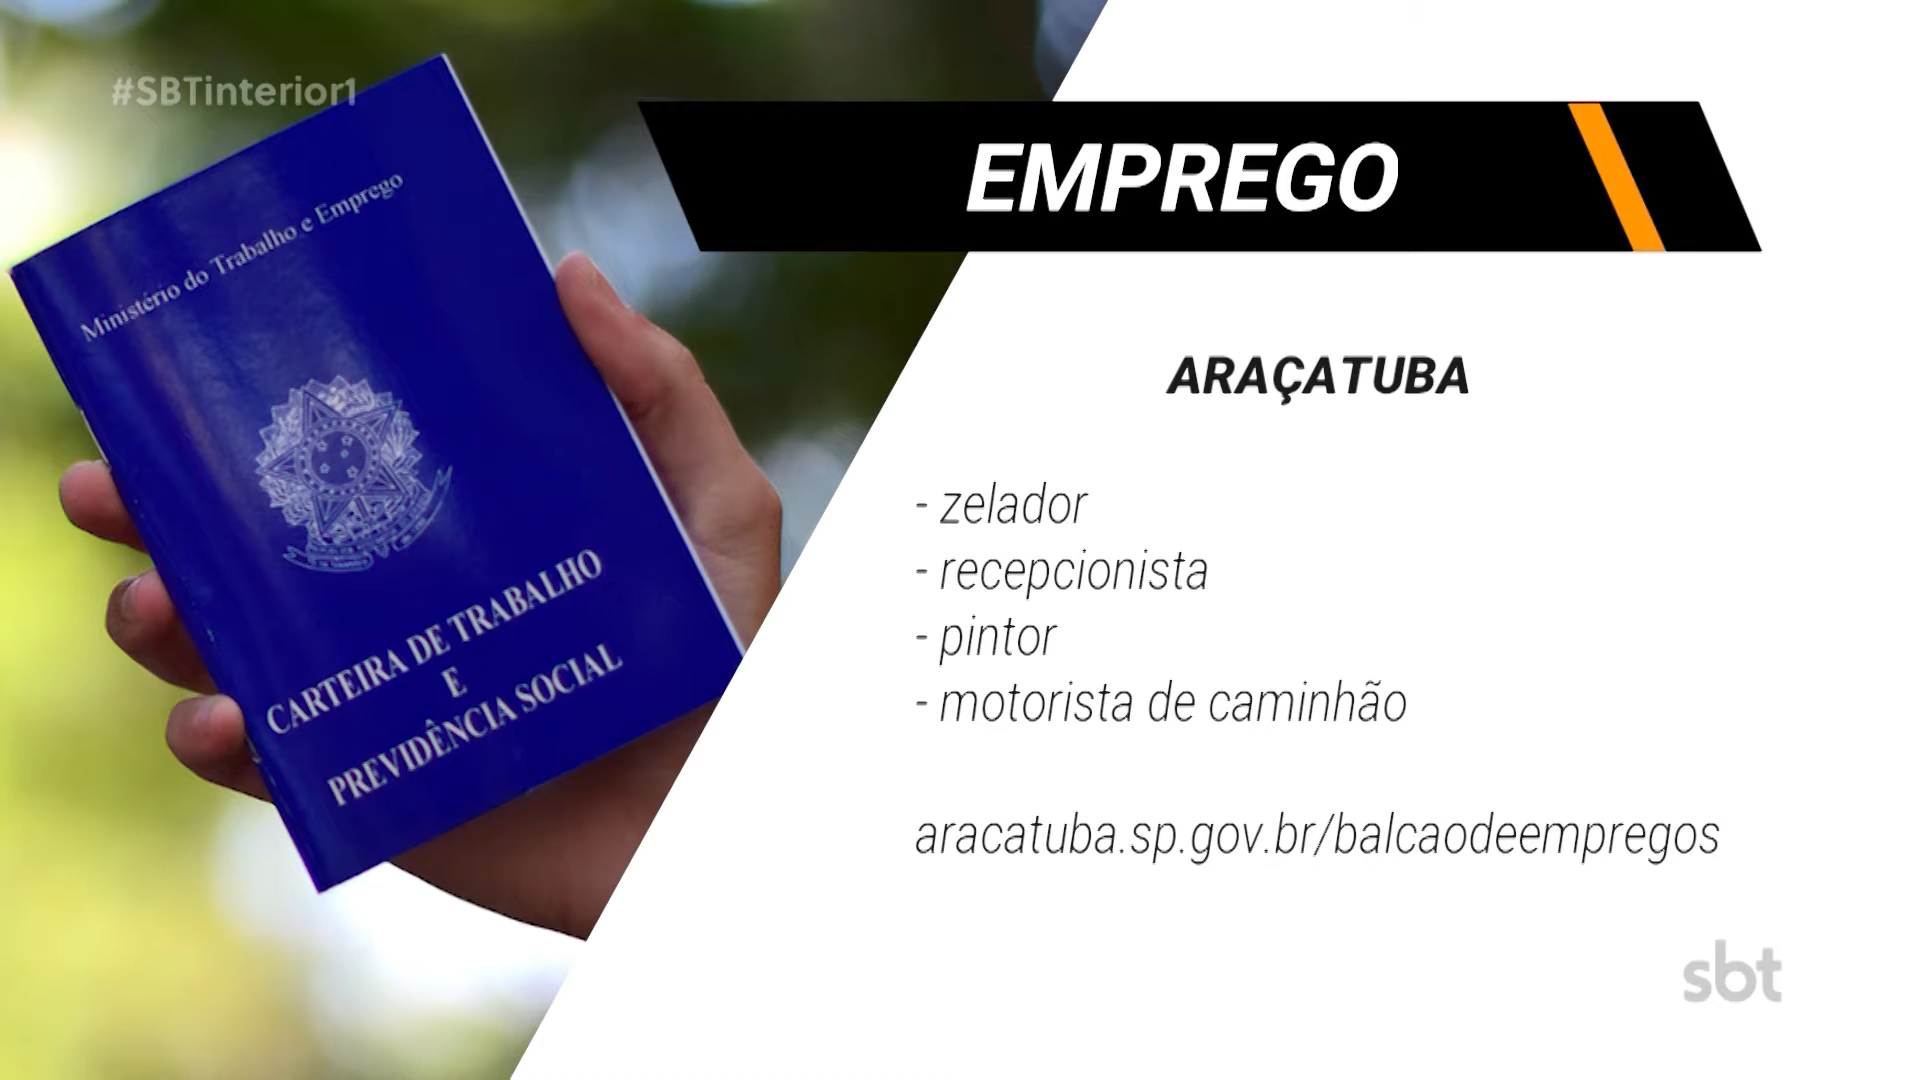 #SBTinterior1
EMPREGO
Ministério do Trabalho e Emprego
CARTEIRA DE TRABALHO
E
PREVIDÊNCIA SOCIAL
ARAÇATUBA
- zelador
- recepcionista
- pintor
- motorista de caminhão
aracatuba.sp.gov.br/balcaodeempregos
sbt